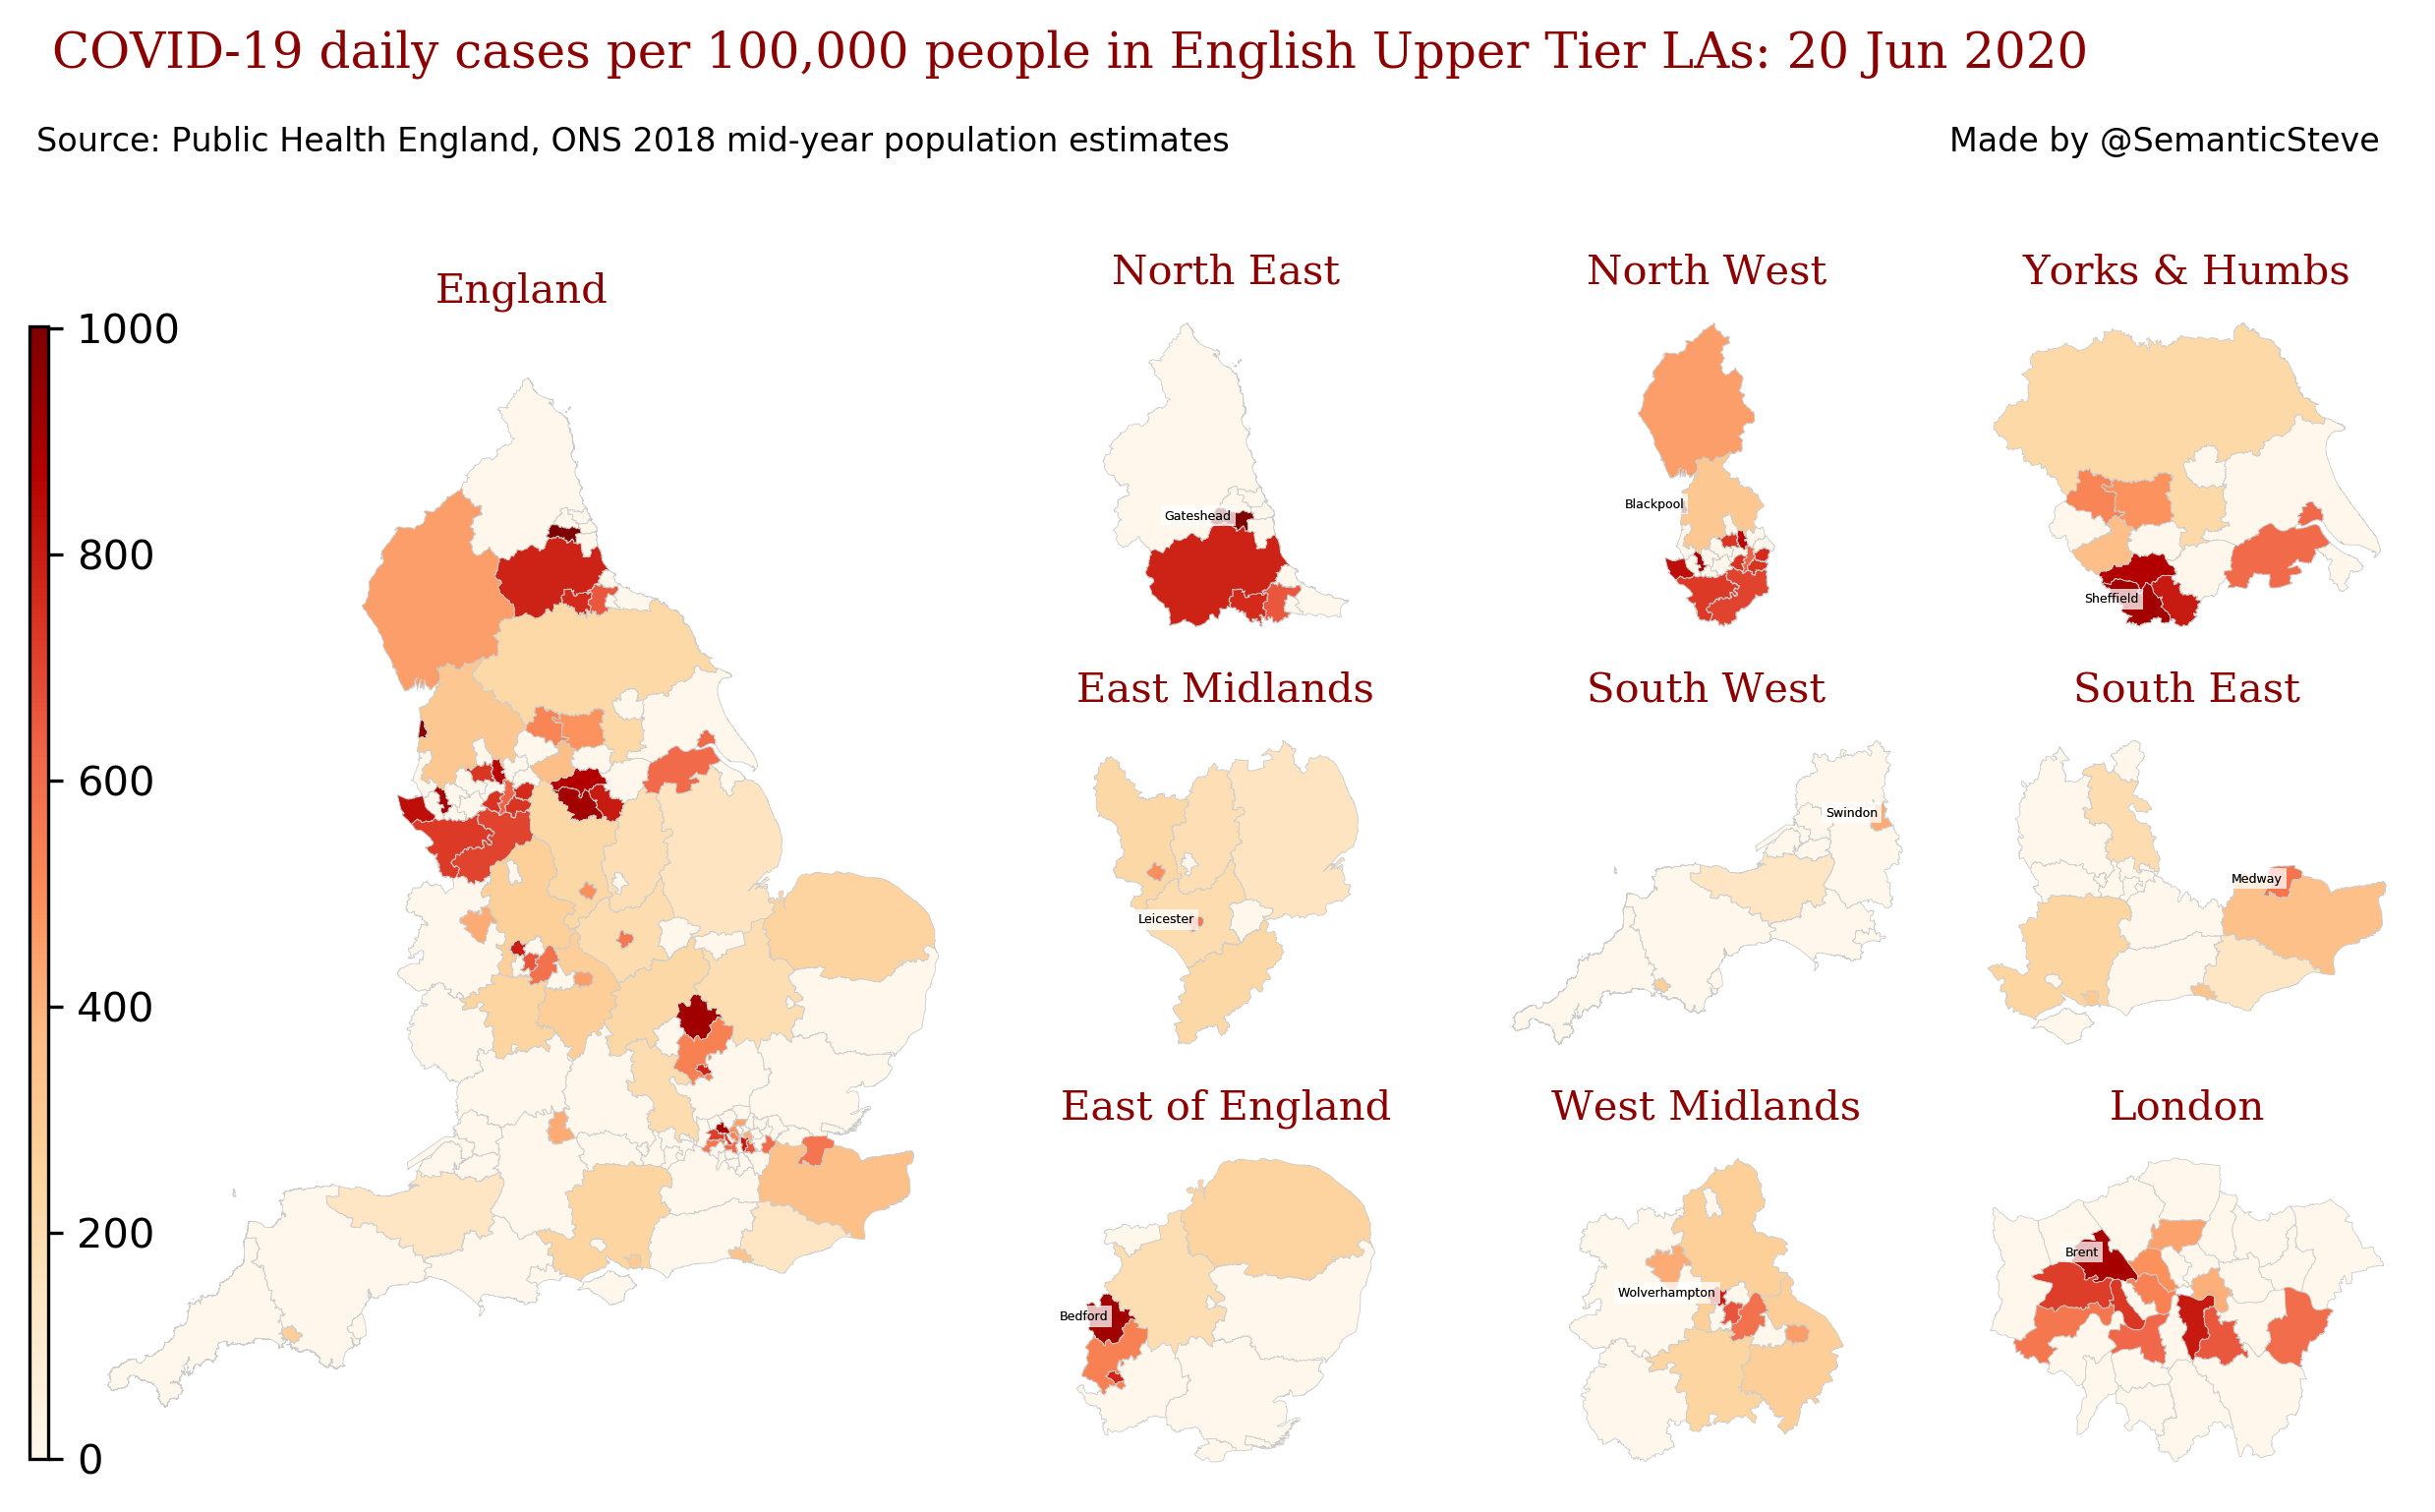 COVID-19 daily cases per 100,000 people in English Upper Tier LAs: 20 Jun 2020
Source: Public Health England, ONS 2018 mid-year population estimates
Made by @SemanticSteve
England
1000
800
600
400
200
0
North East
Gateshead
North West
Blackpool
Yorks & Humbs
Sheffield
East Midlands
Leicester
South West
Swindon
South East
Medway
East of England
Bedford
West Midlands
Wolverhampton
London
Brent